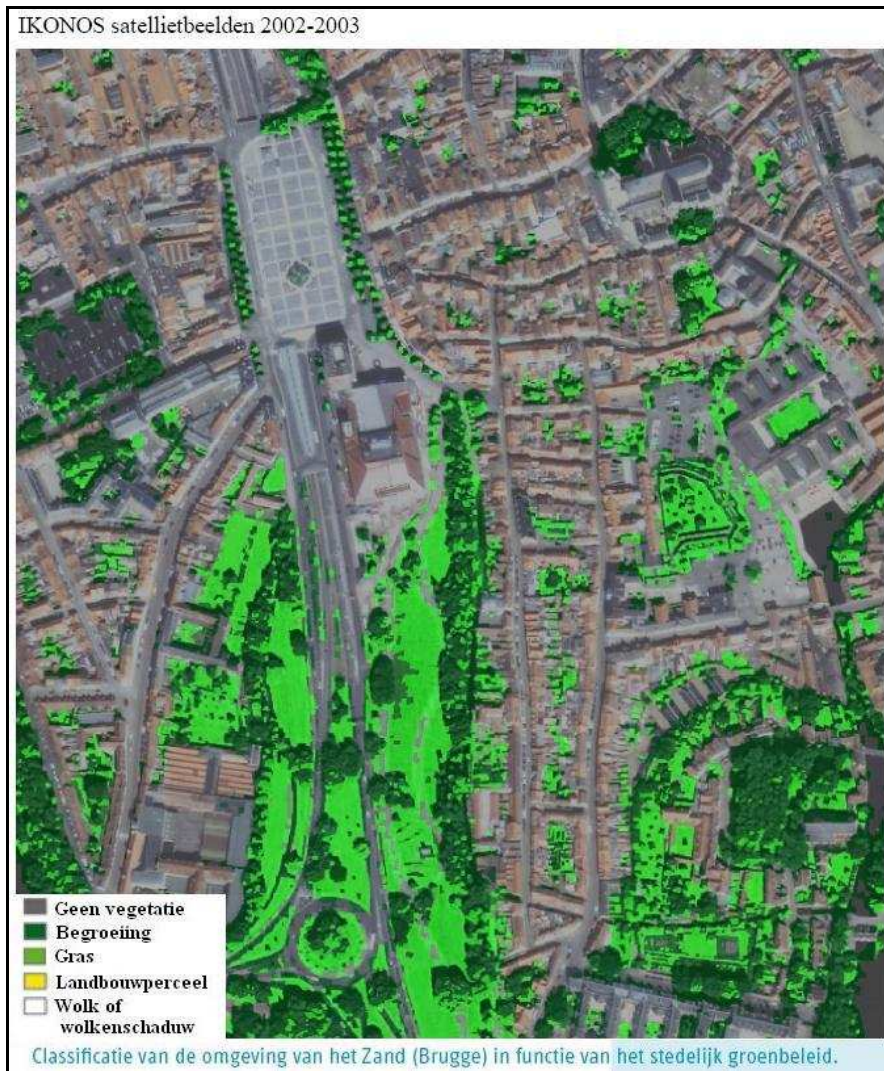 IKONOS satellietbeelden 2002-2003
Geen vegetatie
Begroeiing
Gras
Landbouwperceel
Wolk of
wolkenschaduw
Classificatie van de omgeving van het Zand (Brugge) in functie van het stedelijk groenbeleid.